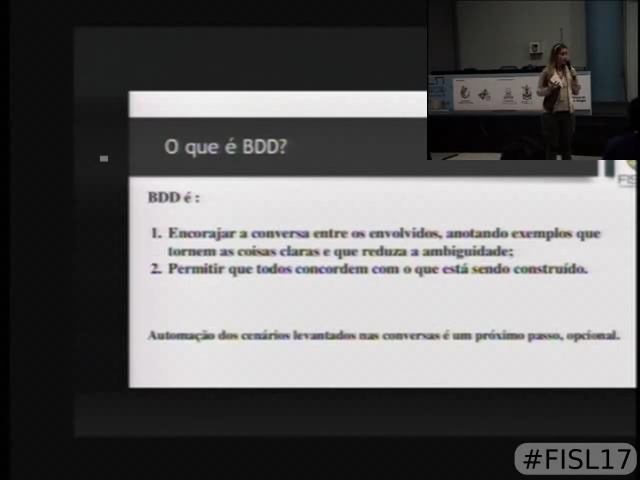 O que é BDD?
FIS
BDD é :
1. Encorajar a conversa entre os envolvidos, anotando exemplos que
tornem as coisas claras e que reduza a ambiguidade;
2. Permitir que todos concordem com o que está sendo construído.
Automação dos cenários levantados nas conversas é um próximo passo, opcional.
#FISL17